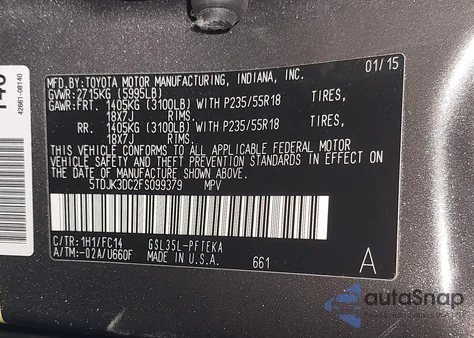 MFD.BY:TOYOTA MOTOR MANUFACTURING, INDIANA, INC. 01/15
GVWR:2715KG (5995LB)
GAWR:FRT. 1405KG (3100LB) WITH P235/55R18 TIRES,
18X7J RIMS.
RR. 1405KG (3100LB) WITH P235/55R18 TIRES,
18X7J RIMS.
THIS VEHICLE CONFORMS TO ALL APPLICABLE FEDERAL MOTOR
VEHICLE SAFETY AND THEFT PREVENTION STANDARDS IN EFFECT
ON THE DATE OF MANUFACTURE SHOWN ABOVE.
5TDJK3DC2FS099379 MPV
C/TR:1H1/FC14 GSL35L-PFTEKA
A/TM:-02A/U660F MADE IN U.S.A. 661 A
42661-08140
autoSnap